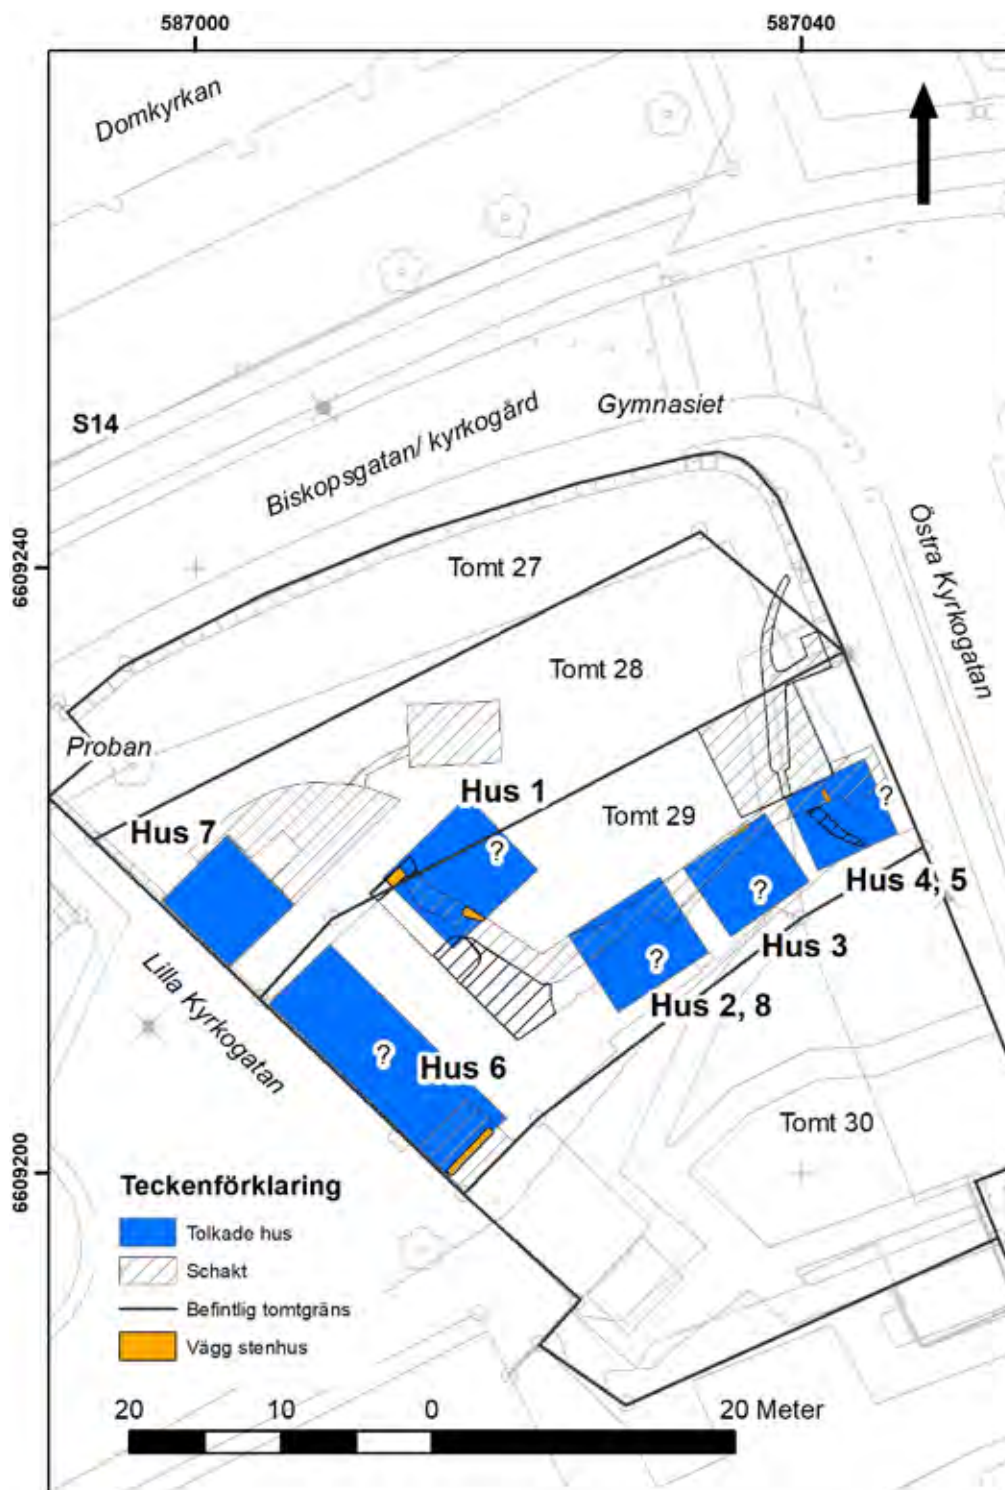 587000
587040
Domkyrkan
S14
Biskopsgatan/ kyrkogård
Gymnasiet
6609240
Tomt 27
Östra Kyrkogatan
Tomt 28
Proban
Hus 1
Tomt 29
Hus 7
?
?
Hus 4, 5
?
Hus 3
Lilla Kyrkogatan
?
Hus 2, 8
?
Hus 6
Tomt 30
6609200
Teckenförklaring
Tolkade hus
Schakt
Befintlig tomtgräns
Vägg stenhus
20 10 0 20 Meter